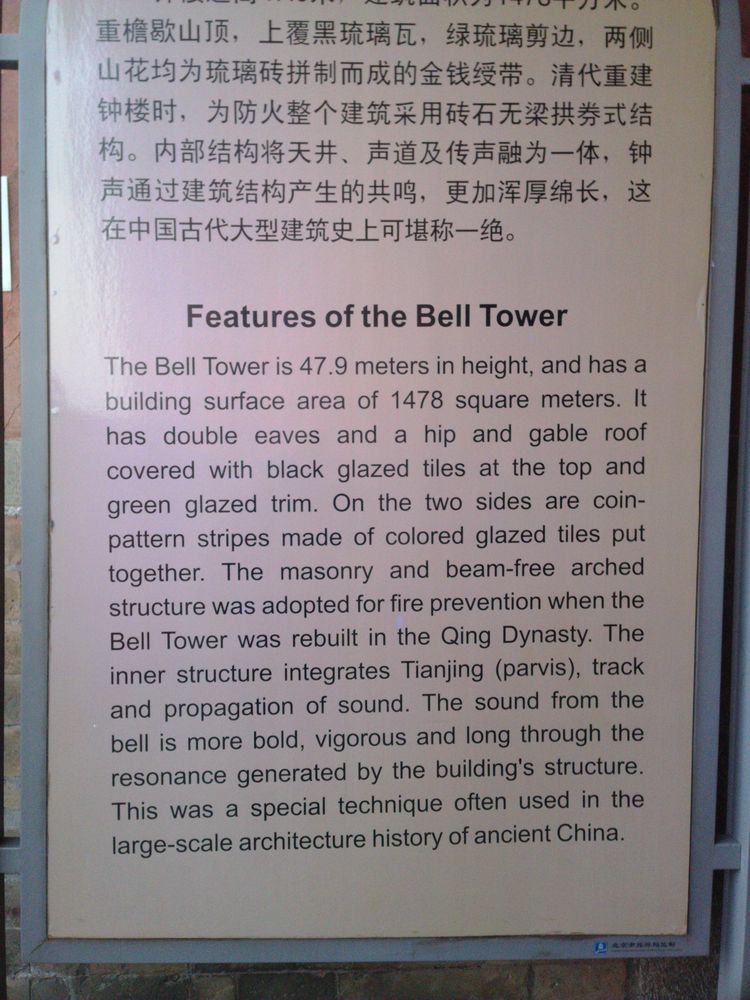 重檐歇山顶，上覆黑琉璃瓦，绿琉璃剪边，两侧
山花均为琉璃砖拼制而成的金钱绶带。清代重建
钟楼时，为防火整个建筑采用砖石无梁拱券式结
构。内部结构将天井、声道及传声融为一体，钟
声通过建筑结构产生的共鸣，更加浑厚绵长，这
在中国古代大型建筑史上可堪称一绝。
Features of the Bell Tower
The Bell Tower is 47.9 meters in height, and has a
building surface area of 1478 square meters. It
has double eaves and a hip and gable roof
covered with black glazed tiles at the top and
green glazed trim. On the two sides are coin-
pattern stripes made of colored glazed tiles put
together. The masonry and beam-free arched
structure was adopted for fire prevention when the
Bell Tower was rebuilt in the Qing Dynasty. The
inner structure integrates Tianjing (parvis), track
and propagation of sound. The sound from the
bell is more bold, vigorous and long through the
resonance generated by the building's structure.
This was a special technique often used in the
large-scale architecture history of ancient China.